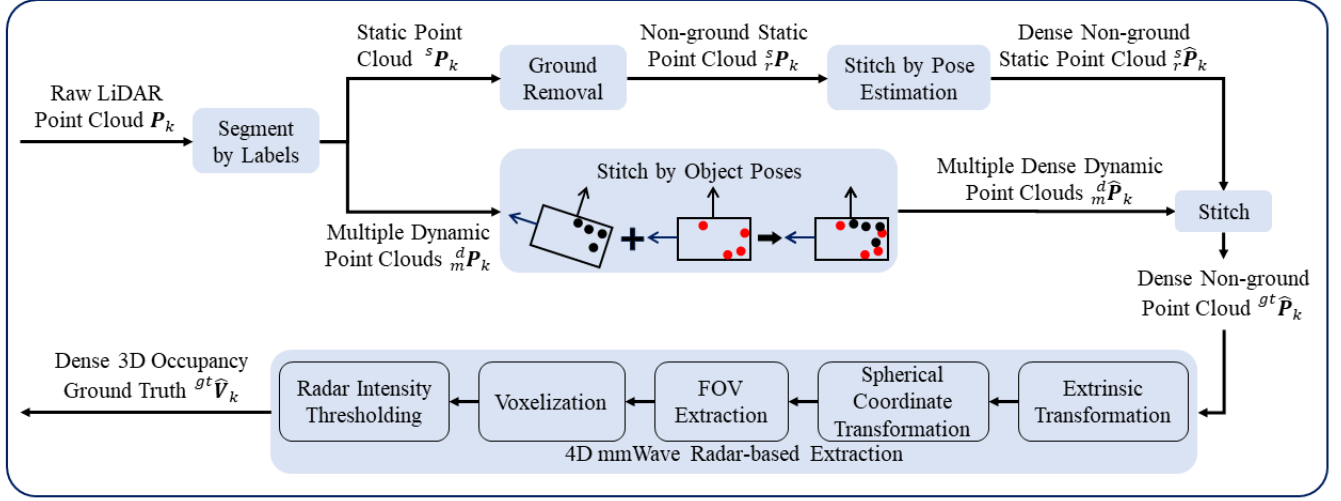 Raw LiDAR
Point Cloud 𝑷ₖ
Segment
by Labels
Static Point
Cloud ˢ𝑷ₖ
Ground
Removal
Non-ground Static
Point Cloud ˢᵣ𝑷ₖ
Stitch by Pose
Estimation
Dense Non-ground
Static Point Cloud ˢᵣ𝑷̂ₖ
Multiple Dynamic
Point Clouds ᵈₘ𝑷ₖ
Stitch by Object Poses
Multiple Dense Dynamic
Point Clouds ᵈₘ𝑷̂ₖ
Stitch
Dense Non-ground
Point Cloud ᵍᵗ𝑷̂ₖ
Extrinsic
Transformation
Spherical
Coordinate
Transformation
FOV
Extraction
Voxelization
Radar Intensity
Thresholding
4D mmWave Radar-based Extraction
Dense 3D Occupancy
Ground Truth ᵍᵗ𝑽̂ₖ